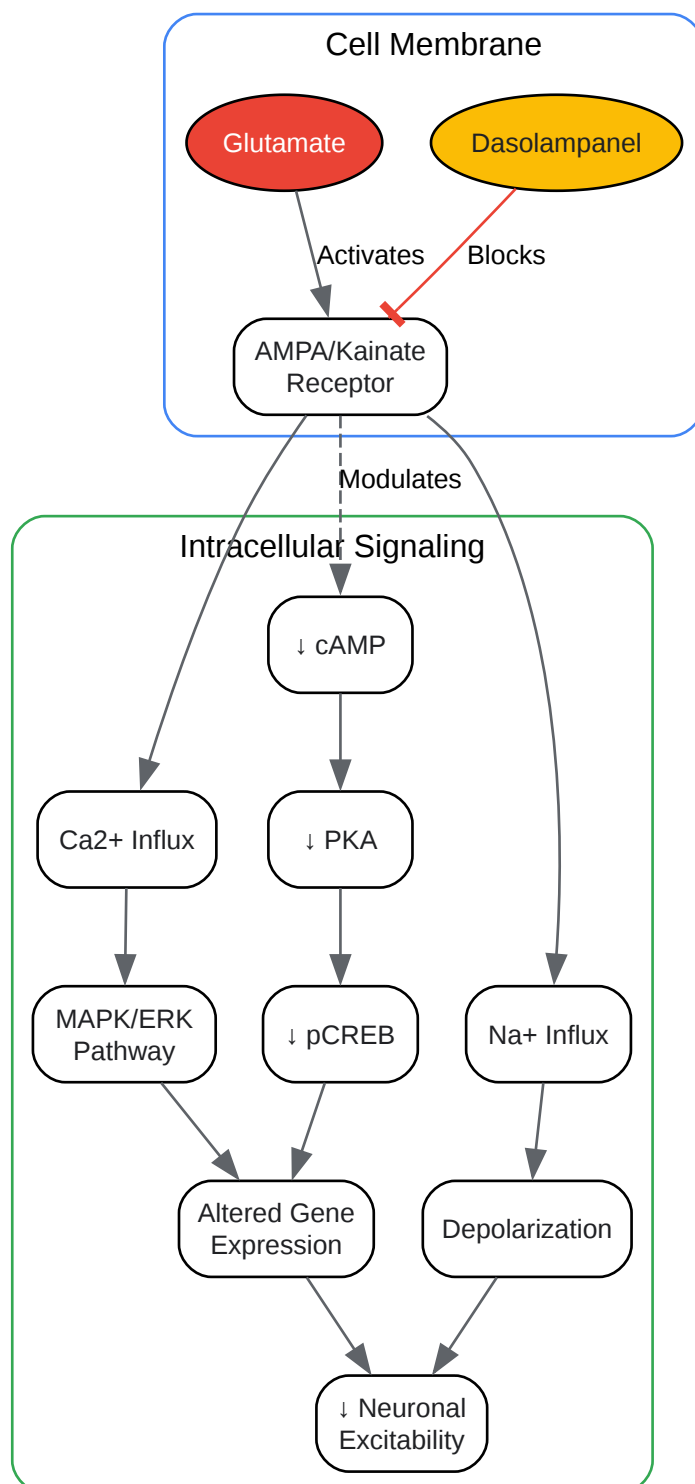 Cell Membrane
Glutamate
Dasolampanel
Activates
Blocks
AMPA/Kainate
Receptor
Modulates
Intracellular Signaling
↓ cAMP
Ca2+ Influx
↓ PKA
MAPK/ERK
Pathway
↓ pCREB
Na+ Influx
Altered Gene
Expression
Depolarization
↓ Neuronal
Excitability